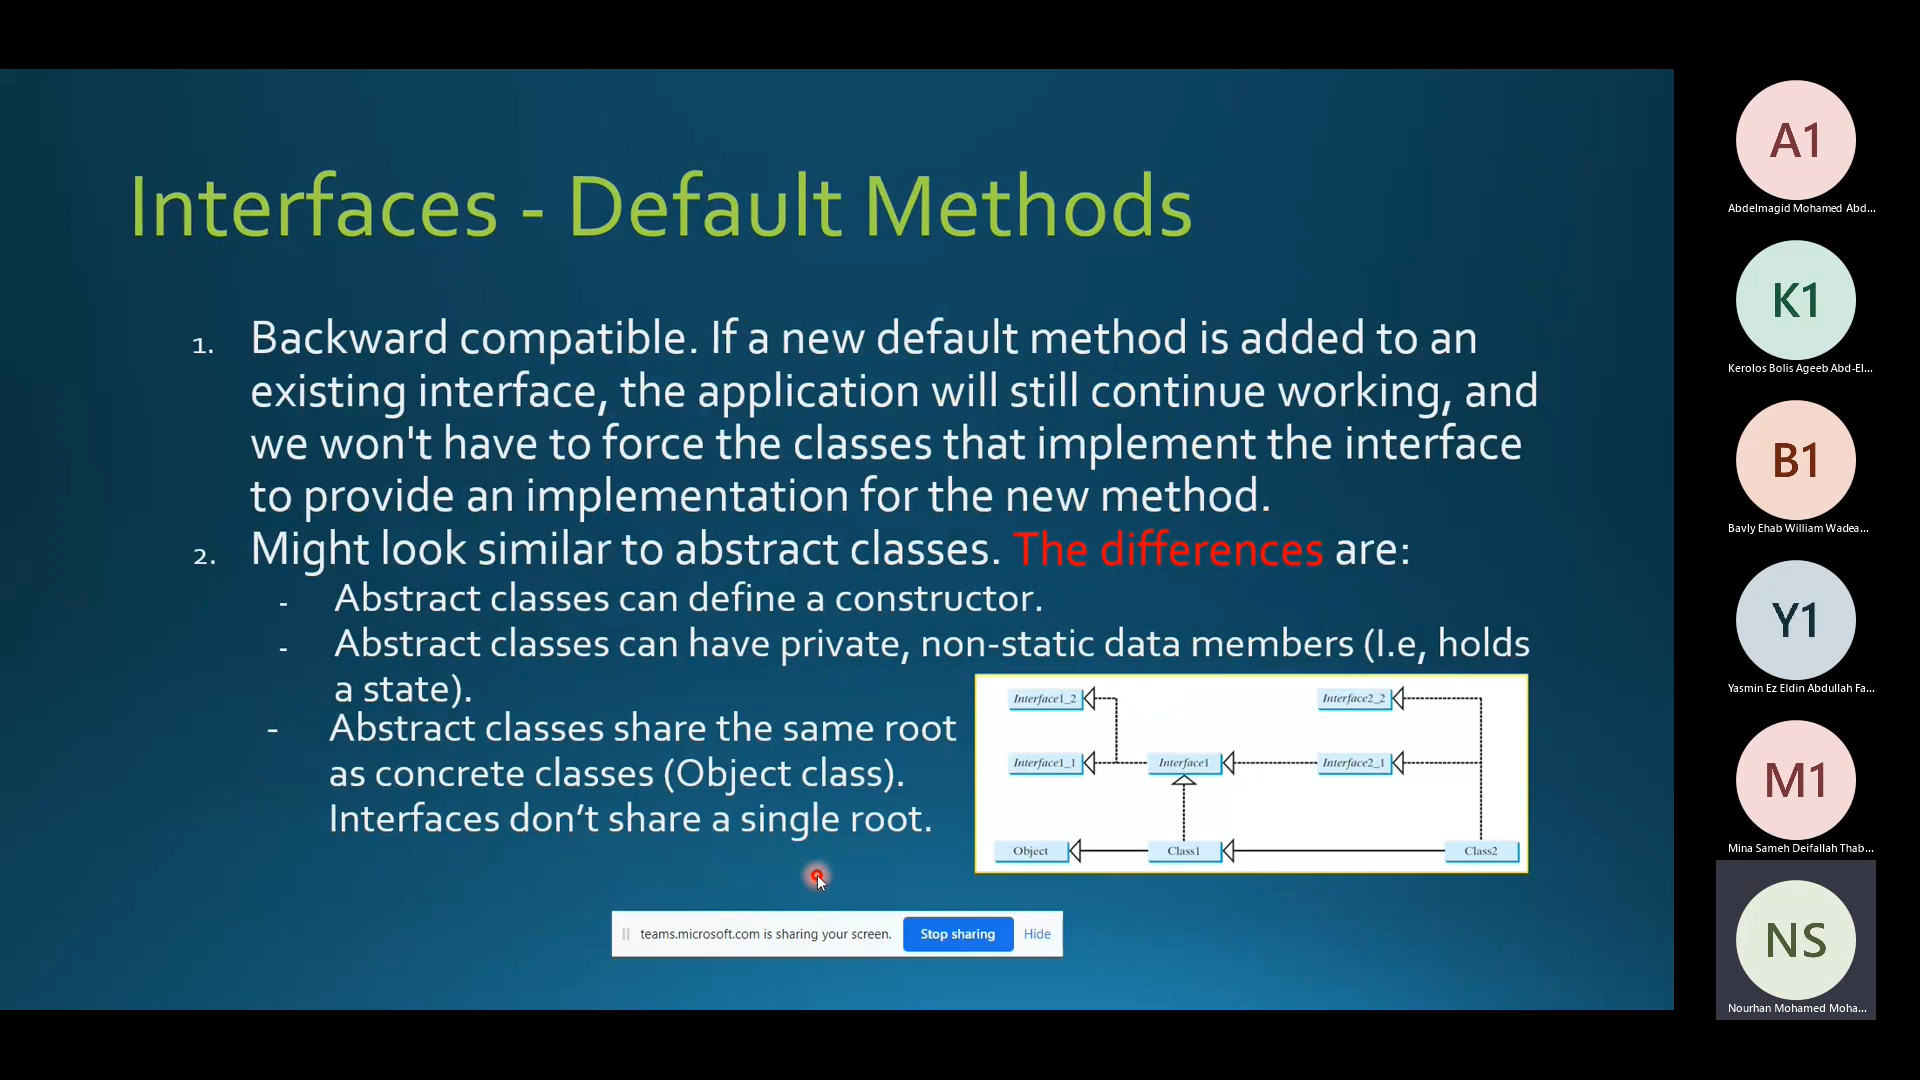 Interfaces - Default Methods
1. Backward compatible. If a new default method is added to an
existing interface, the application will still continue working, and
we won't have to force the classes that implement the interface
to provide an implementation for the new method.
2. Might look similar to abstract classes. The differences are:
- Abstract classes can define a constructor.
- Abstract classes can have private, non-static data members (I.e, holds
a state).
- Abstract classes share the same root
as concrete classes (Object class).
Interfaces don’t share a single root.
Interface1_2
Interface2_2
Interface1_1
Interface1
Interface2_1
Object
Class1
Class2
teams.microsoft.com is sharing your screen.
Stop sharing
Hide
A1
Abdelmagid Mohamed Abd...
K1
Kerolos Bolis Ageeb Abd-El...
B1
Bavly Ehab William Wadea...
Y1
Yasmin Ez Eldin Abdullah Fa...
M1
Mina Sameh Deifallah Thab...
NS
Nourhan Mohamed Moha...